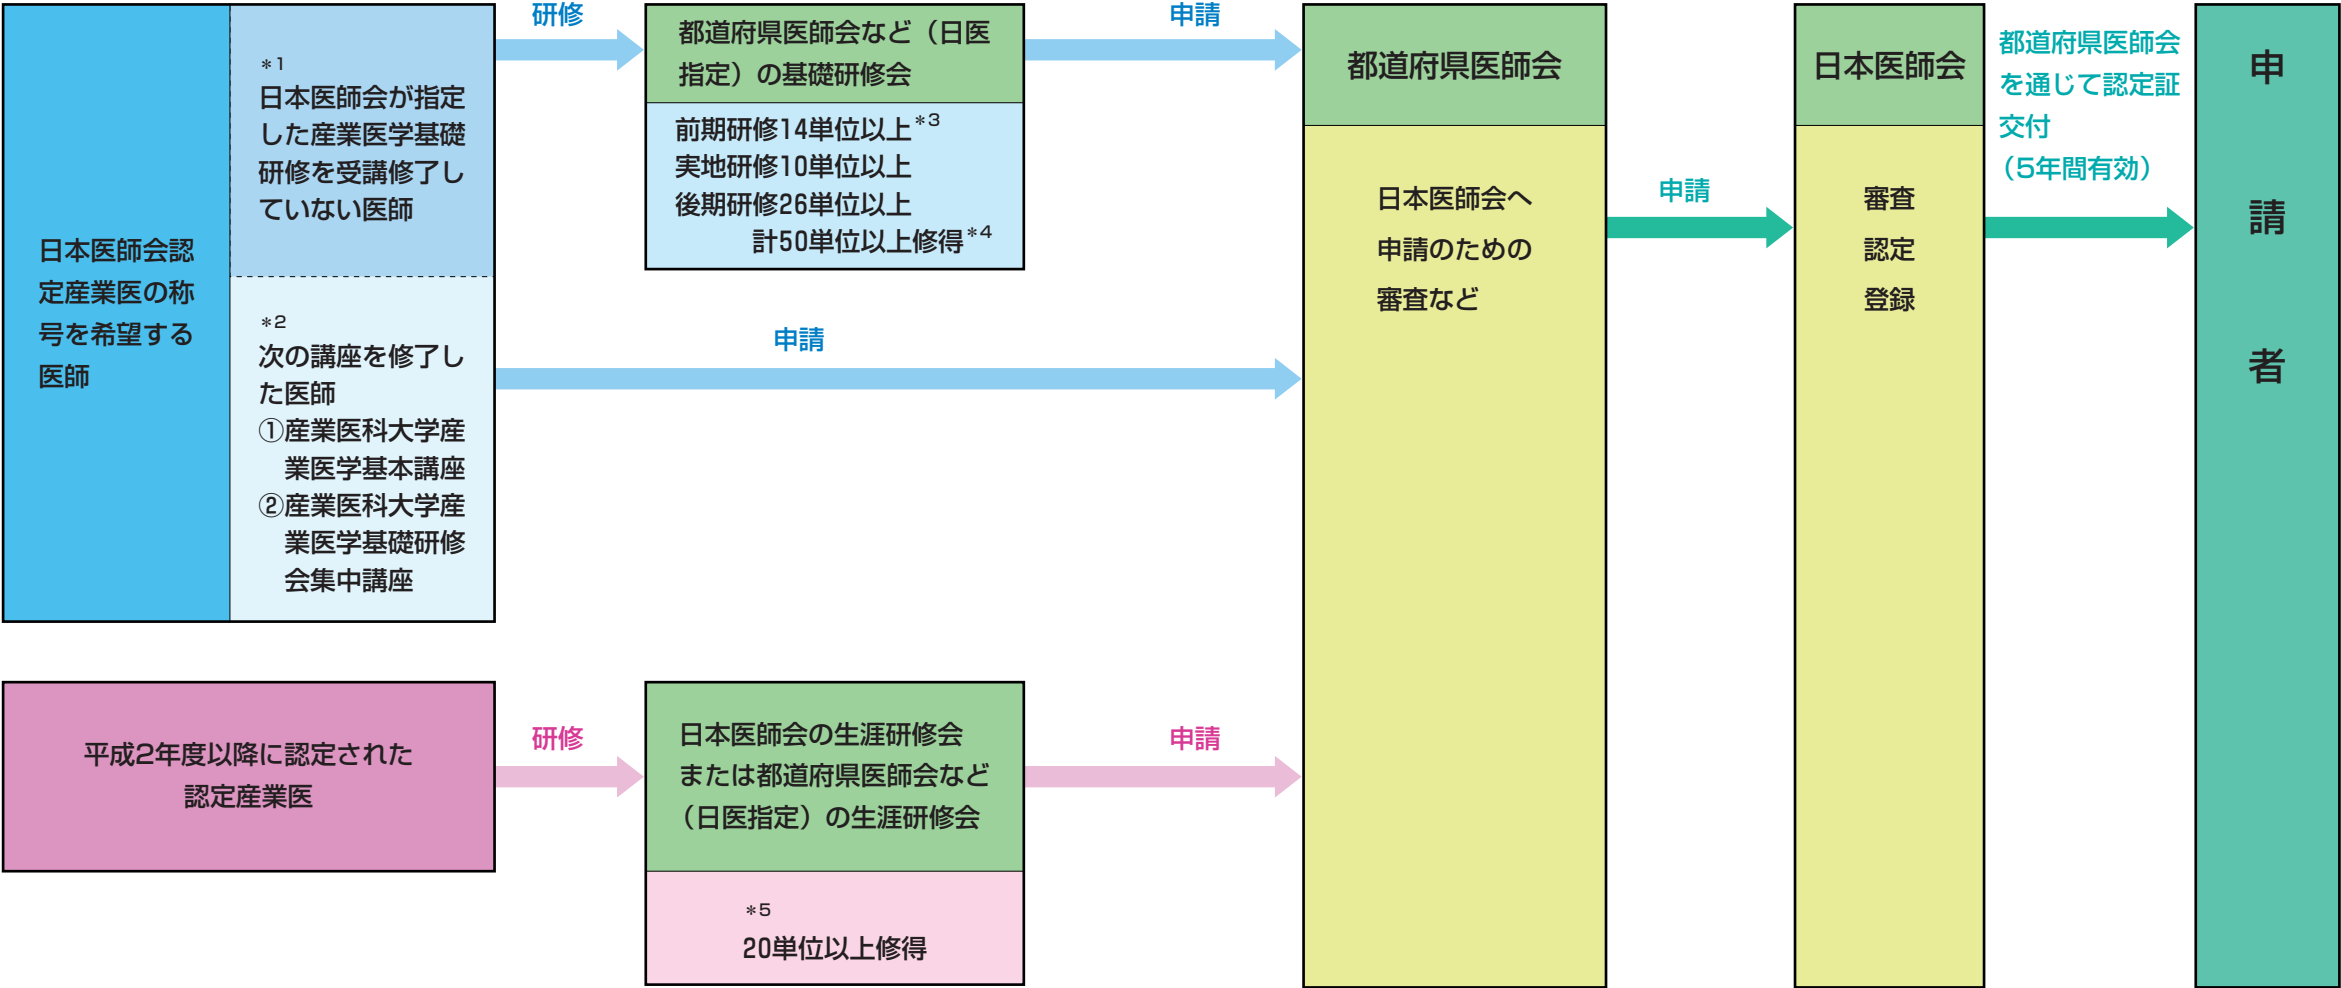 日本医師会認
定産業医の称
号を希望する
医師
＊1
日本医師会が指定
した産業医学基礎
研修を受講修了し
ていない医師
＊2
次の講座を修了し
た医師
①産業医科大学産
業医学基本講座
②産業医科大学産
業医学基礎研修
会集中講座
研修
都道府県医師会など（日医
指定）の基礎研修会
前期研修14単位以上＊3
実地研修10単位以上
後期研修26単位以上
計50単位以上修得＊4
申請
申請
平成2年度以降に認定された
認定産業医
研修
日本医師会の生涯研修会
または都道府県医師会など
（日医指定）の生涯研修会
＊5
20単位以上修得
申請
都道府県医師会
日本医師会へ
申請のための
審査など
申請
日本医師会
審査
認定
登録
都道府県医師会
を通じて認定証
交付
（5年間有効）
申
請
者